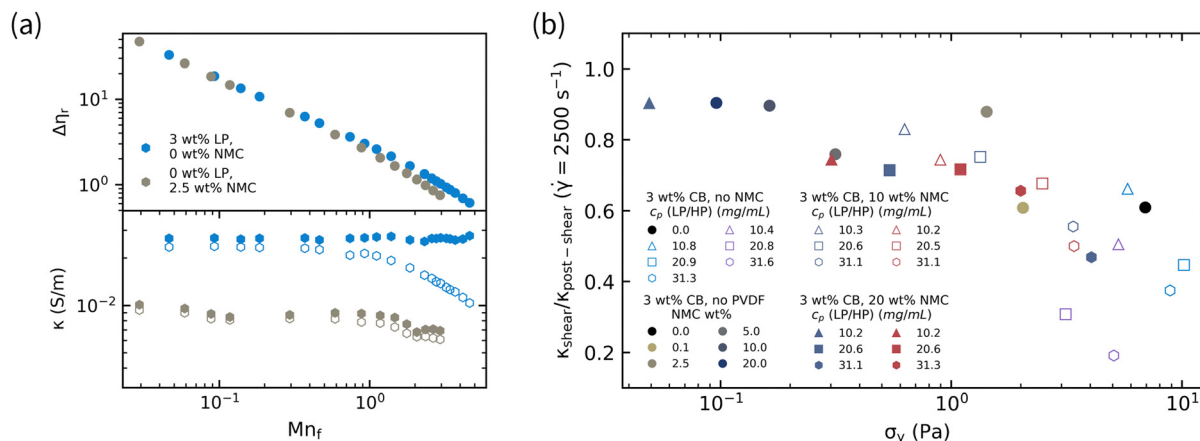 (a)
Δηr
10¹
10⁰
3 wt% LP,
0 wt% NMC
0 wt% LP,
2.5 wt% NMC
κ (S/m)
10⁻²
10⁻¹ 10⁰
Mnf
(b)
κshear/κpost−shear (γ̇ = 2500 s⁻¹)
1.0
0.8
0.6
0.4
0.2
3 wt% CB, no NMC
cp (LP/HP) (mg/mL)
0.0 10.4
10.8 20.8
20.9 31.6
31.3
3 wt% CB, 10 wt% NMC
cp (LP/HP) (mg/mL)
10.3 10.2
20.6 20.5
31.1 31.1
3 wt% CB, no PVDF
NMC wt%
0.0 5.0
0.1 10.0
2.5 20.0
3 wt% CB, 20 wt% NMC
cp (LP/HP) (mg/mL)
10.2 10.2
20.6 20.6
31.1 31.3
10⁻¹ 10⁰ 10¹
σy (Pa)